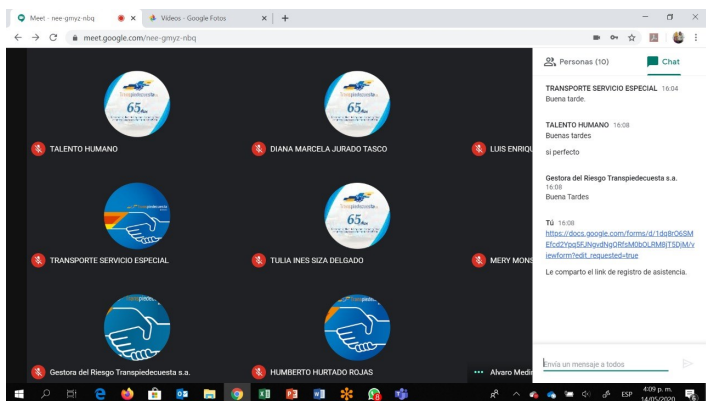 Meet - nee-gmyz-nbq
Videos - Google Fotos
meet.google.com/nee-gmyz-nbq
Personas (10)
Chat
TRANSPORTE SERVICIO ESPECIAL 16:04
Buena tarde.
TALENTO HUMANO 16:08
Buenas tardes
si perfecto
Gestora del Riesgo Transpiedecuesta s.a.
16:08
Buena Tardes
Tú 16:08
https://docs.google.com/forms/d/1dq8rO6SM
Efcd2Ypq5FJNgvdNgQRfsM0bOLRM8jT5DjM/v
iewform?edit_requested=true
Le comparto el link de registro de asistencia.
Envía un mensaje a todos
65
65
TALENTO HUMANO
DIANA MARCELA JURADO TASCO
LUIS ENRIQU
65
TRANSPORTE SERVICIO ESPECIAL
TULIA INES SIZA DELGADO
MERY MONS
Gestora del Riesgo Transpiedecuesta s.a.
HUMBERTO HURTADO ROJAS
Alvaro Medin
ESP
4:09 p. m.
14/05/2020